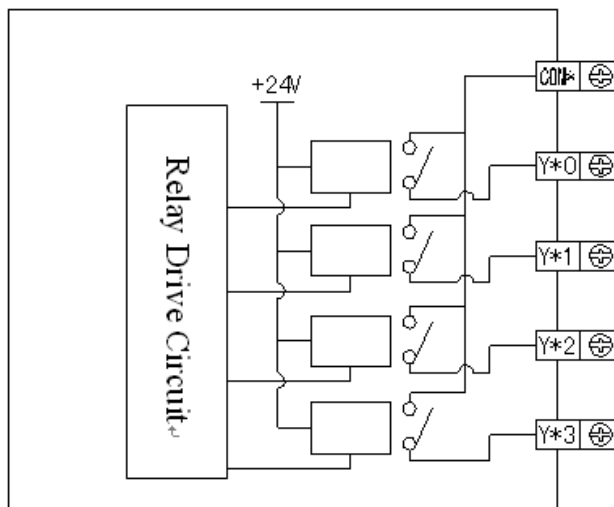 +24V
COM*
Y*0
Relay Drive Circuit
Y*1
Y*2
Y*3